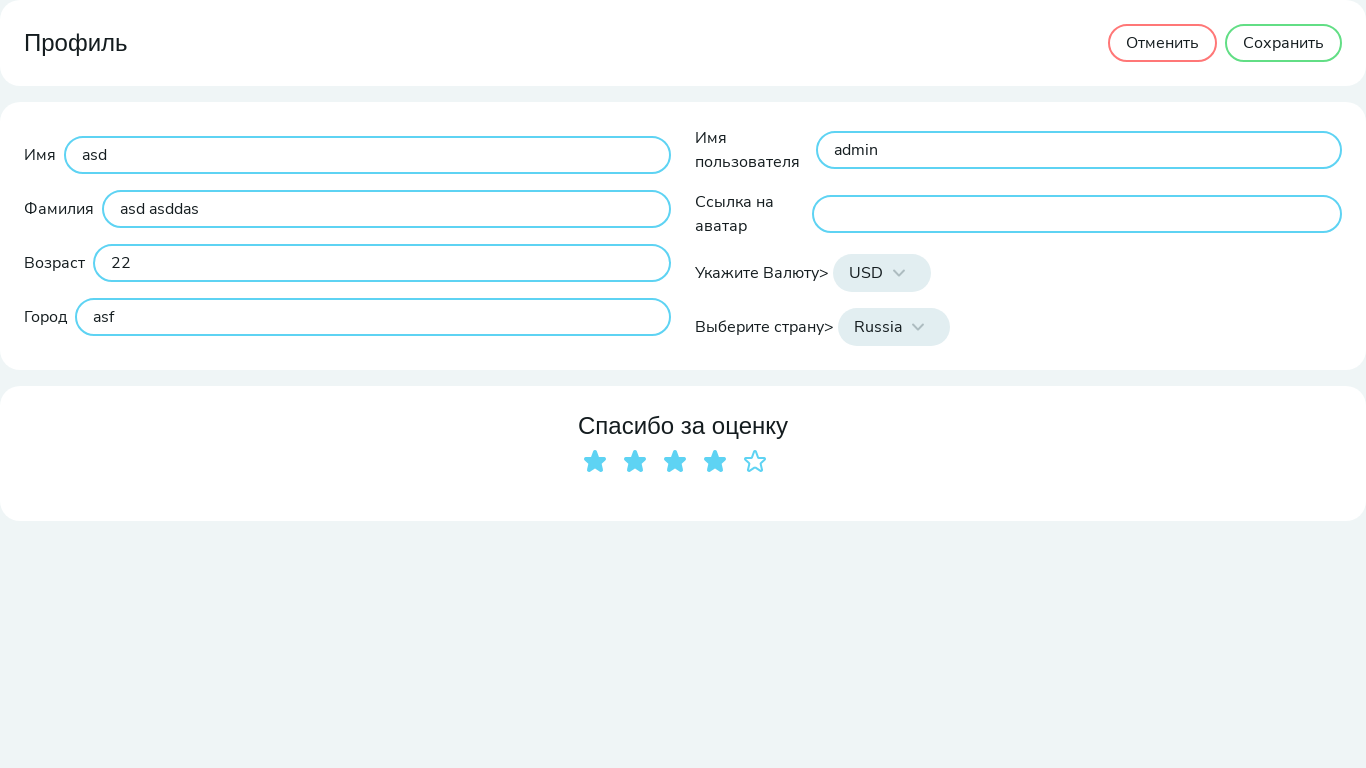 Профиль
Отменить
Сохранить
Имя
asd
Фамилия
asd asddas
Возраст
22
Город
asf
Имя
пользователя
admin
Ссылка на
аватар
Укажите Валюту>
USD
Выберите страну>
Russia
Спасибо за оценку